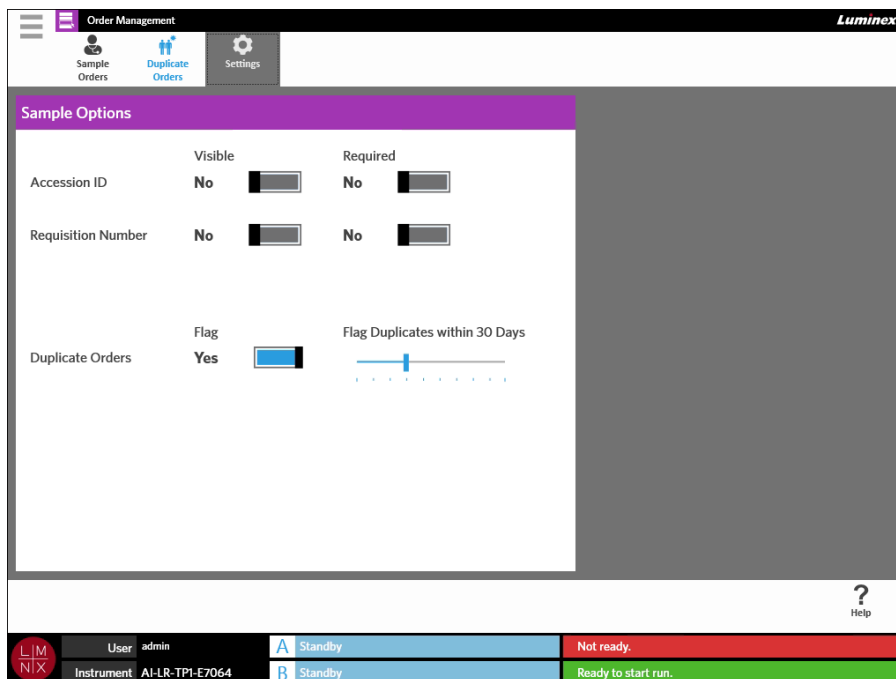 Order Management
Luminex
Sample
Orders
Duplicate
Orders
Settings
Sample Options
Visible
Required
Accession ID
No
No
Requisition Number
No
No
Flag
Flag Duplicates within 30 Days
Duplicate Orders
Yes
?
Help
L M
N X
User admin
A Standby
Not ready.
Instrument AI-LR-TP1-E7064
B Standby
Ready to start run.